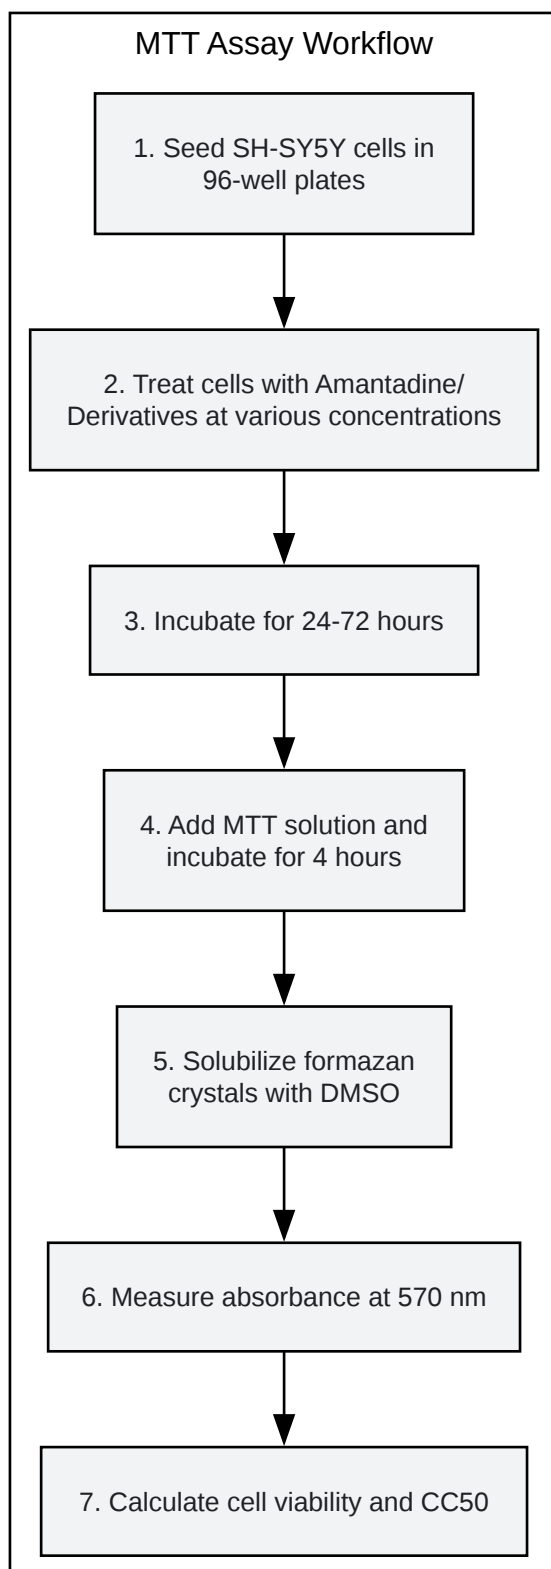 MTT Assay Workflow
1. Seed SH-SY5Y cells in
96-well plates
2. Treat cells with Amantadine/
Derivatives at various concentrations
3. Incubate for 24-72 hours
4. Add MTT solution and
incubate for 4 hours
5. Solubilize formazan
crystals with DMSO
6. Measure absorbance at 570 nm
7. Calculate cell viability and CC50